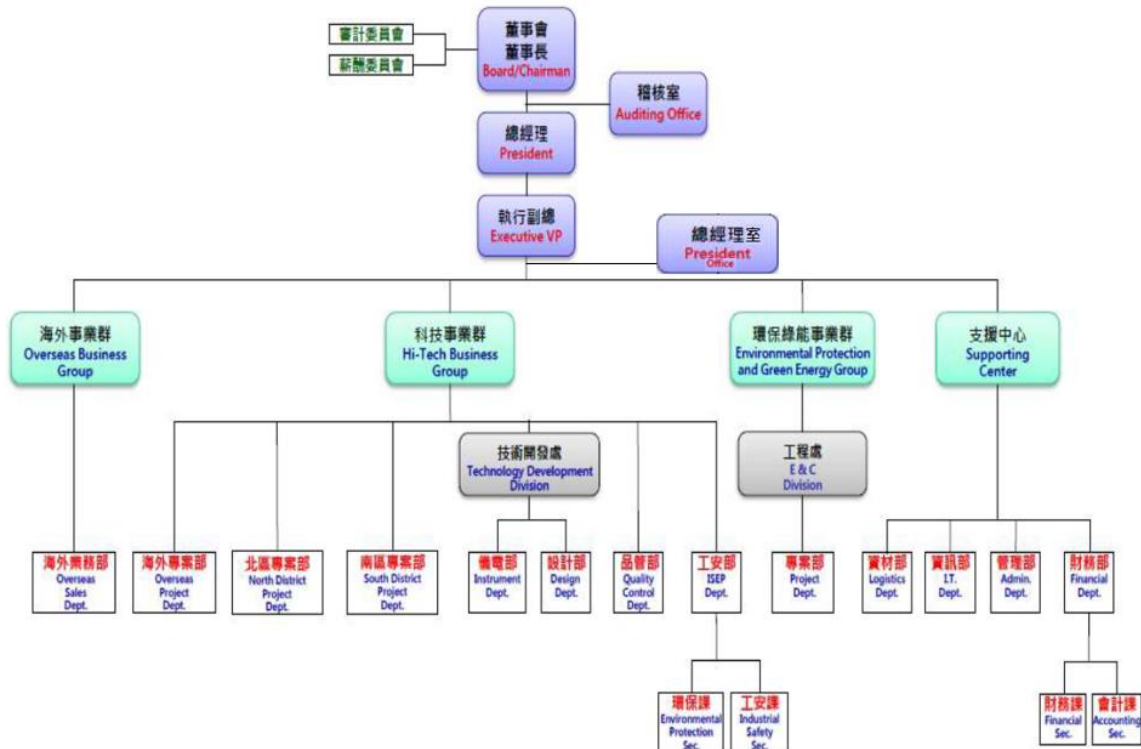 審計委員會
薪酬委員會
董事會
董事長
Board/Chairman
稽核室
Auditing Office
總經理
President
執行副總
Executive VP
總經理室
President
Office
海外事業群
Overseas Business
Group
科技事業群
Hi-Tech Business
Group
環保綠能事業群
Environmental Protection
and Green Energy Group
支援中心
Supporting
Center
技術開發處
Technology Development
Division
工程處
E & C
Division
海外業務部
Overseas
Sales
Dept.
海外專案部
Overseas
Project
Dept.
北區專案部
North District
Project
Dept.
南區專案部
South District
Project
Dept.
儀電部
Instrument
Dept.
設計部
Design
Dept.
品管部
Quality
Control
Dept.
工安部
ISEP
Dept.
專案部
Project
Dept.
資材部
Logistics
Dept.
資訊部
I.T.
Dept.
管理部
Admin.
Dept.
財務部
Financial
Dept.
環保課
Environmental
Protection
Sec.
工安課
Industrial
Safety
Sec.
財務課
Financial
Sec.
會計課
Accounting
Sec.